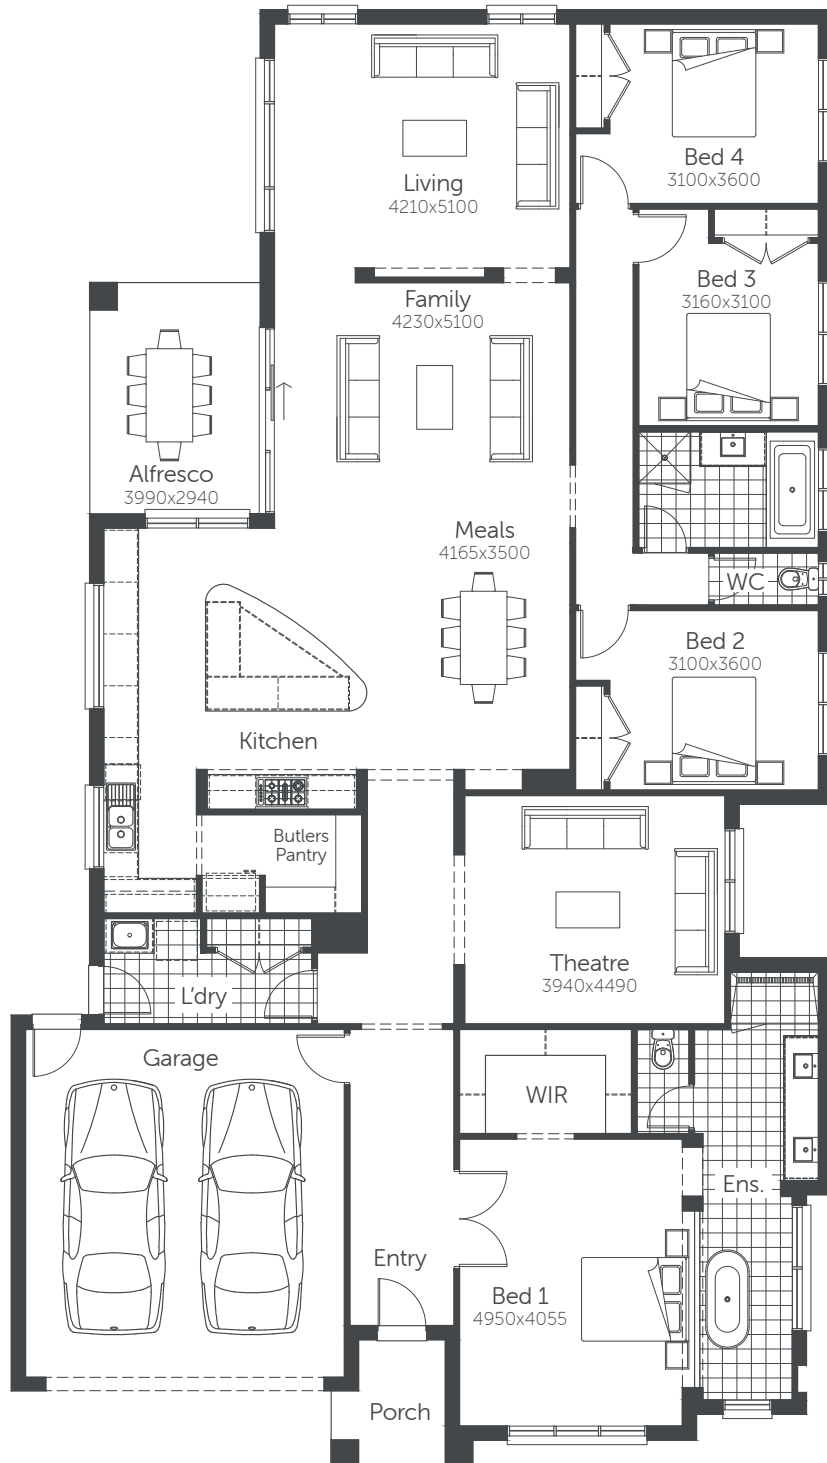 Bed 4
3100x3600
Living
4210x5100
Bed 3
3160x3100
Family
4230x5100
Alfresco
3990x2940
Meals
4165x3500
WC
Bed 2
3100x3600
Kitchen
Butlers
Pantry
Theatre
3940x4490
L'dry
Garage
WIR
Ens.
Entry
Bed 1
4950x4055
Porch